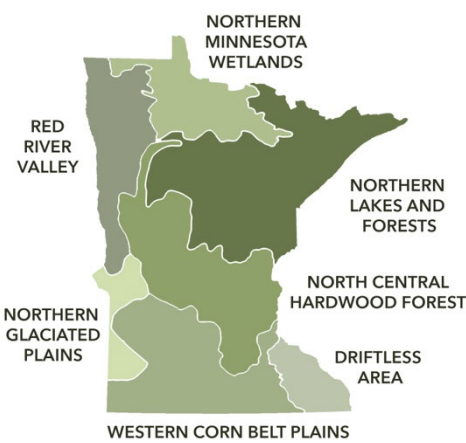 NORTHERN
MINNESOTA
WETLANDS
RED
RIVER
VALLEY
NORTHERN
LAKES AND
FORESTS
NORTH CENTRAL
HARDWOOD FOREST
NORTHERN
GLACIATED
PLAINS
DRIFTLESS
AREA
WESTERN CORN BELT PLAINS